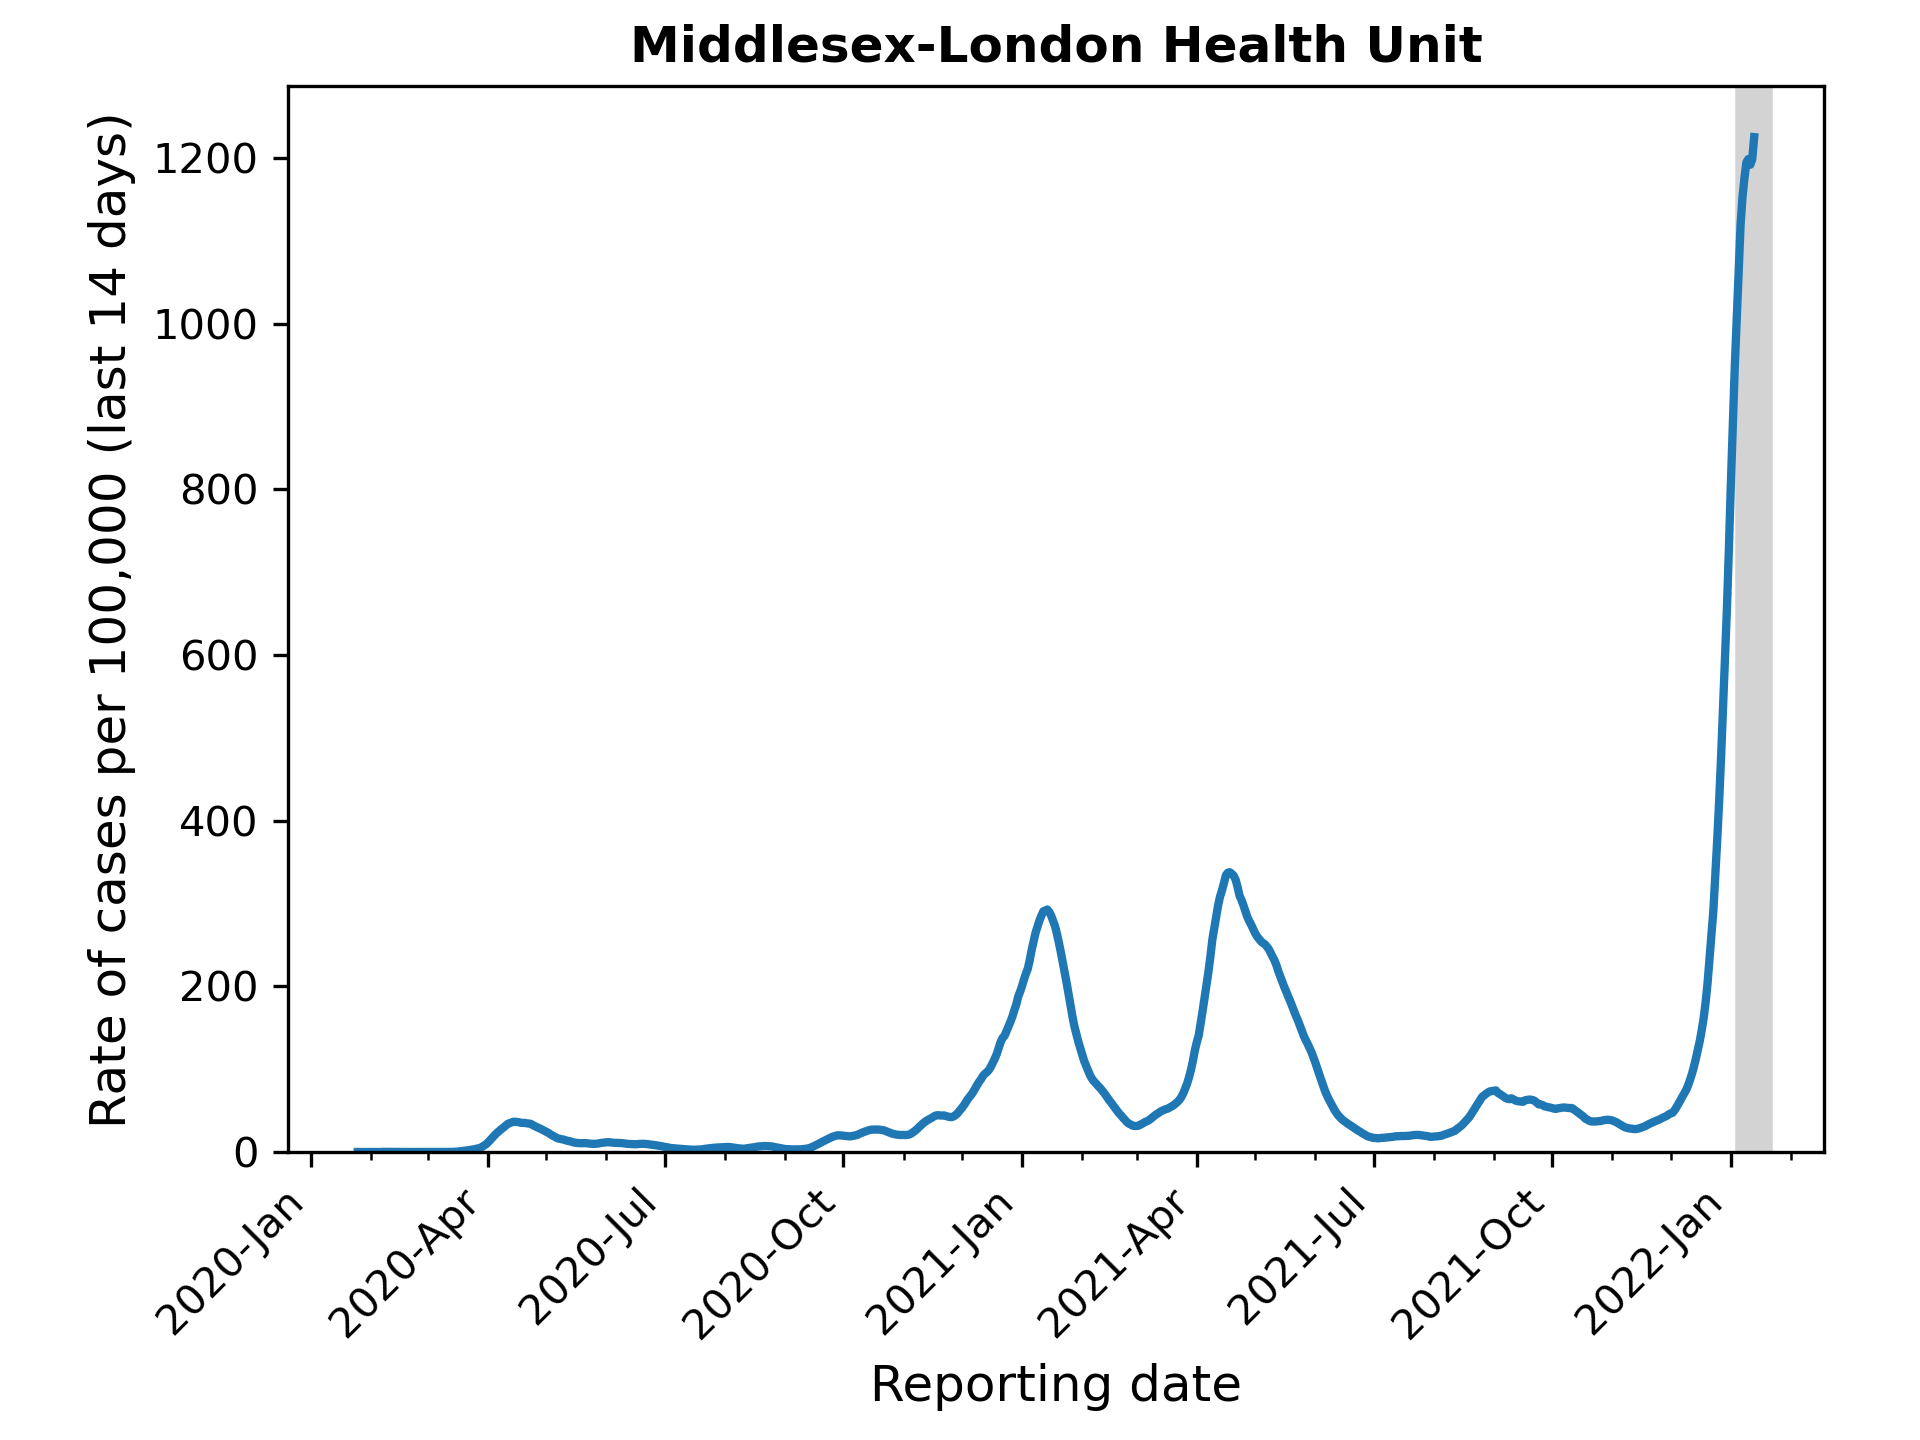 Middlesex-London Health Unit
Rate of cases per 100,000 (last 14 days)
1200
1000
800
600
400
200
0
2020-Jan
2020-Apr
2020-Jul
2020-Oct
2021-Jan
2021-Apr
2021-Jul
2021-Oct
2022-Jan
Reporting date